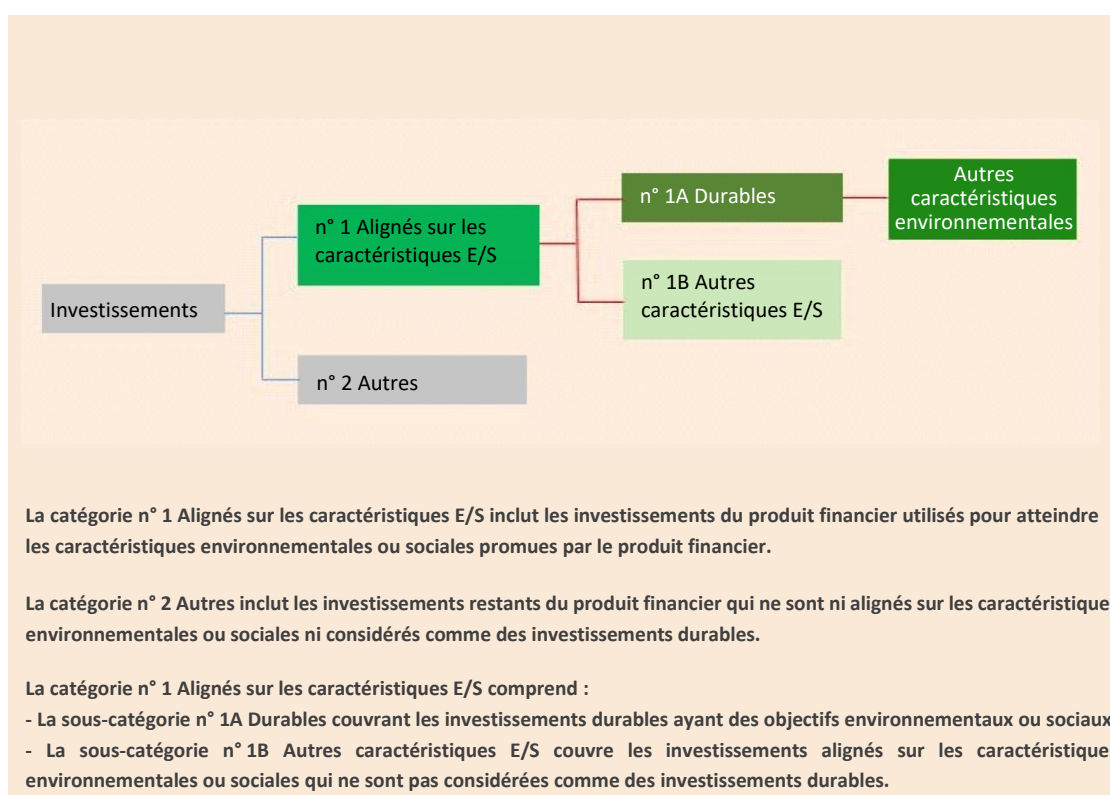 Autres
caractéristiques
environnementales
n° 1A Durables
n° 1 Alignés sur les
caractéristiques E/S
n° 1B Autres
caractéristiques E/S
Investissements
n° 2 Autres
La catégorie n° 1 Alignés sur les caractéristiques E/S inclut les investissements du produit financier utilisés pour atteindre
les caractéristiques environnementales ou sociales promues par le produit financier.
La catégorie n° 2 Autres inclut les investissements restants du produit financier qui ne sont ni alignés sur les caractéristique
environnementales ou sociales ni considérés comme des investissements durables.
La catégorie n° 1 Alignés sur les caractéristiques E/S comprend :
- La sous-catégorie n° 1A Durables couvrant les investissements durables ayant des objectifs environnementaux ou sociaux
- La sous-catégorie n° 1B Autres caractéristiques E/S couvre les investissements alignés sur les caractéristique
environnementales ou sociales qui ne sont pas considérées comme des investissements durables.